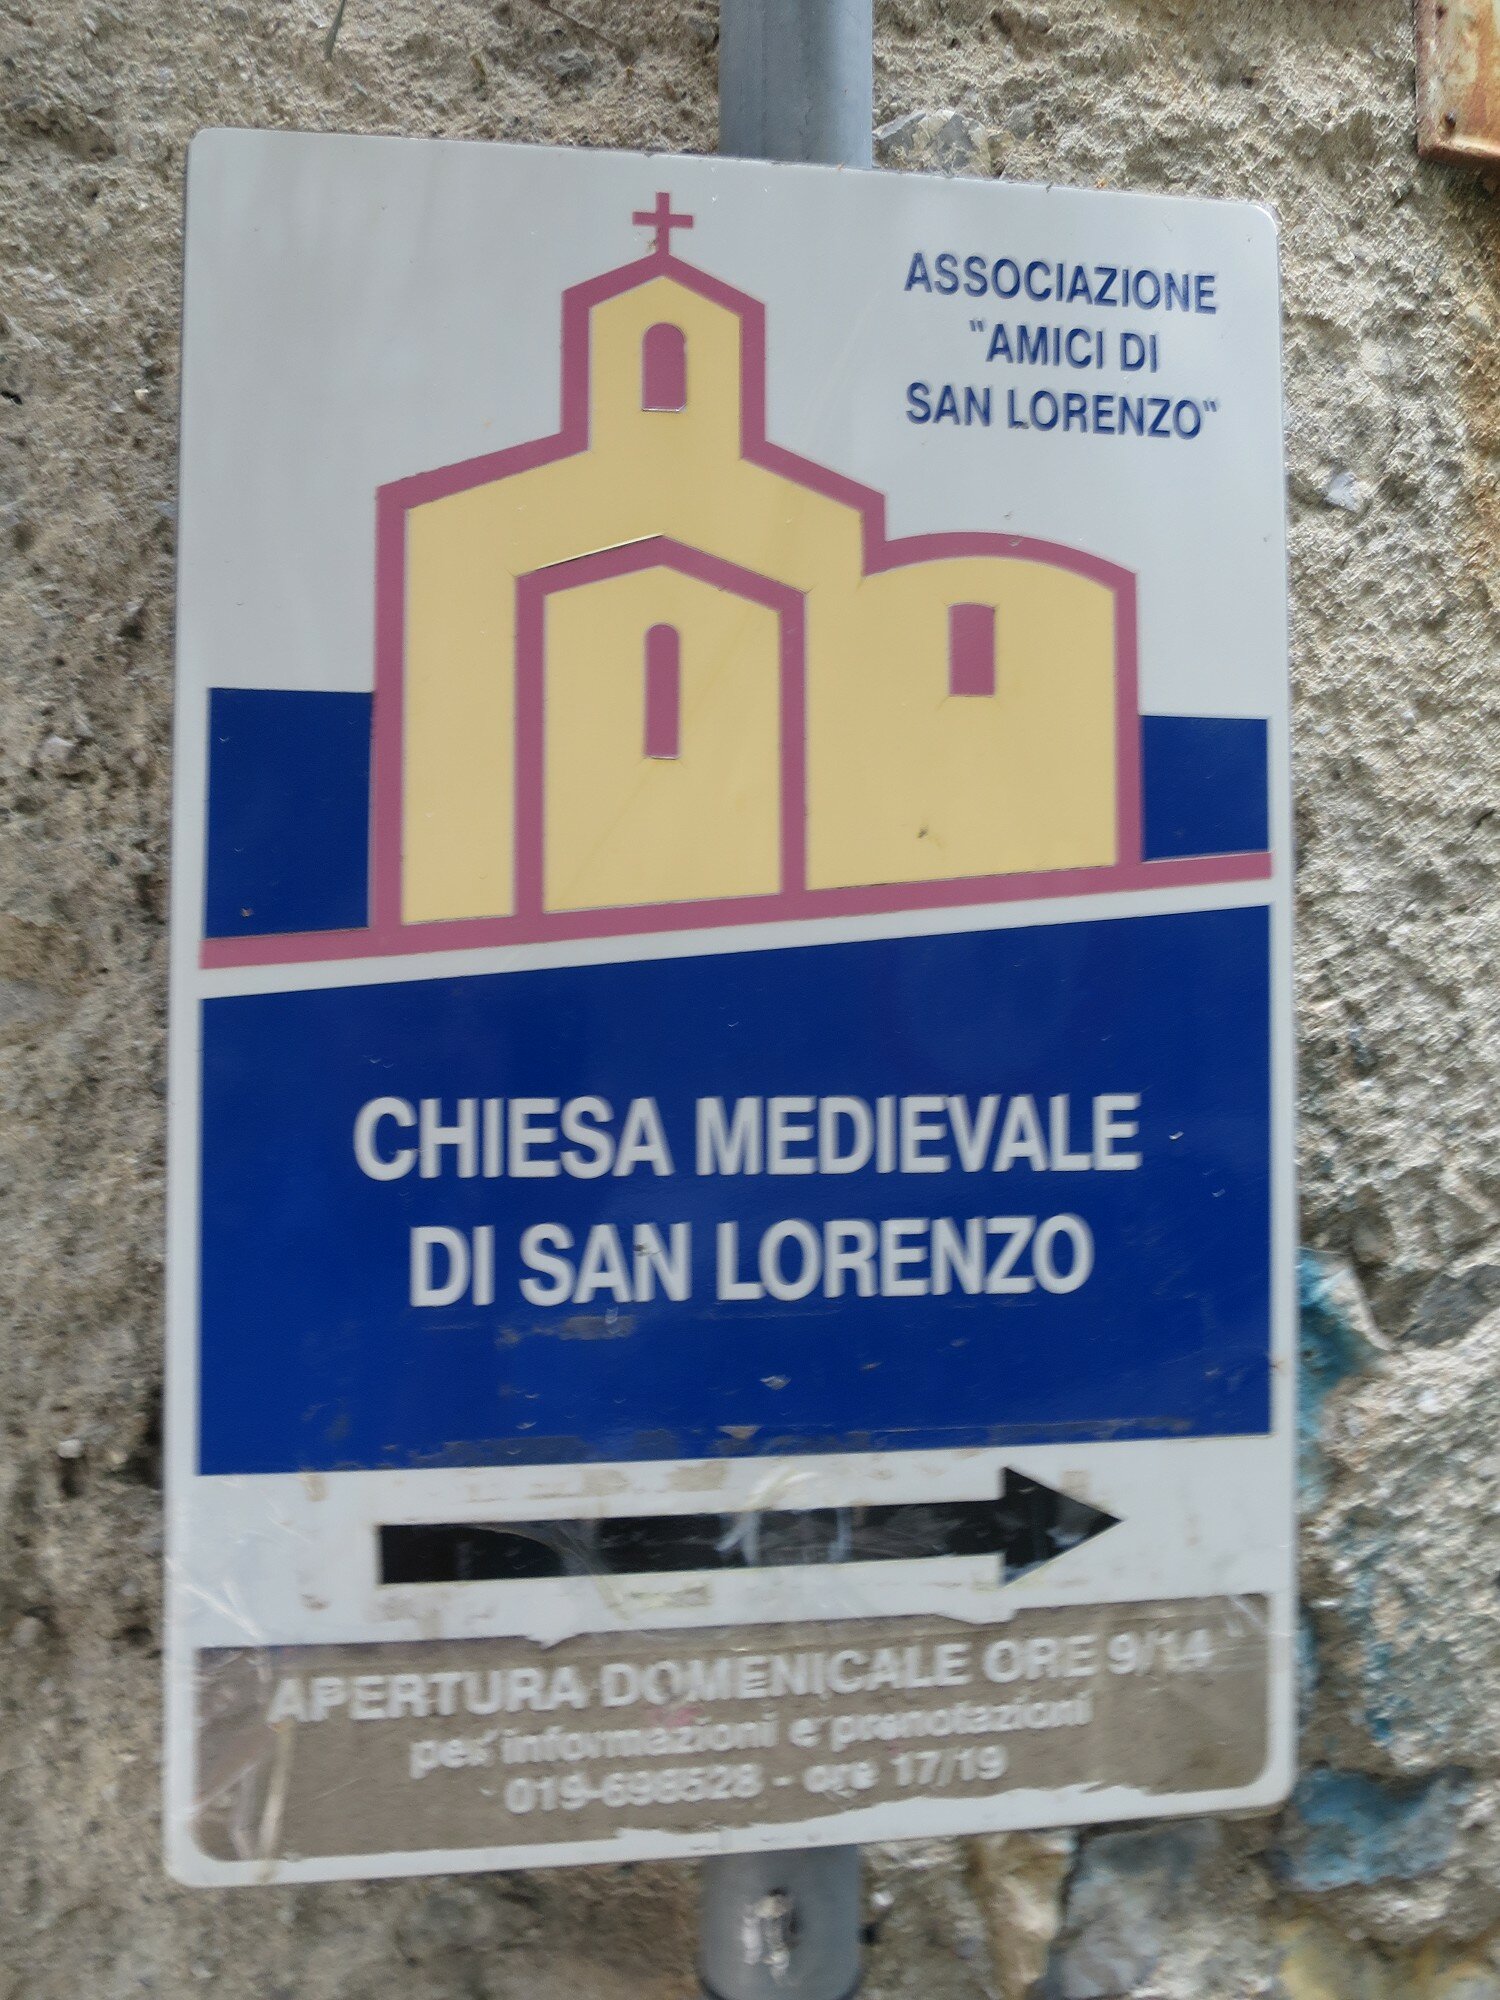 ASSOCIAZIONE
"AMICI DI
SAN LORENZO"
CHIESA MEDIEVALE
DI SAN LORENZO
APERTURA DOMENICALE ORE 9/14
per informazioni e prenotazioni
019-698528 - ore 17/19